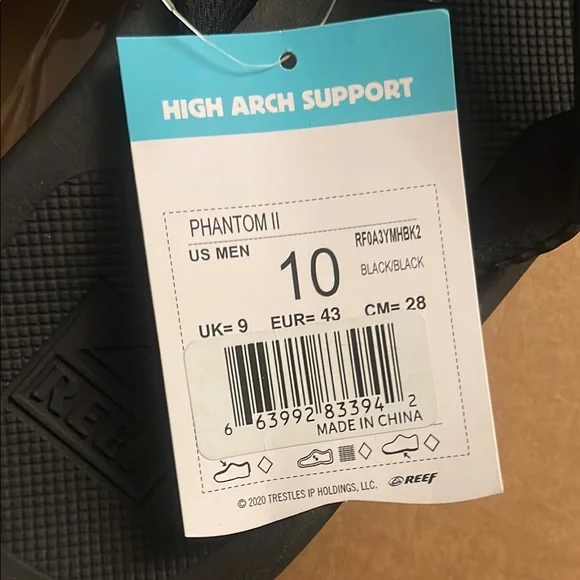 HIGH ARCH SUPPORT
PHANTOM II
US MEN
10
RF0A3YMHBK2
BLACK/BLACK
UK= 9 EUR= 43 CM= 28
6 63992 83394 2
MADE IN CHINA
© 2020 TRESTLES IP HOLDINGS, LLC. REEF
REEF